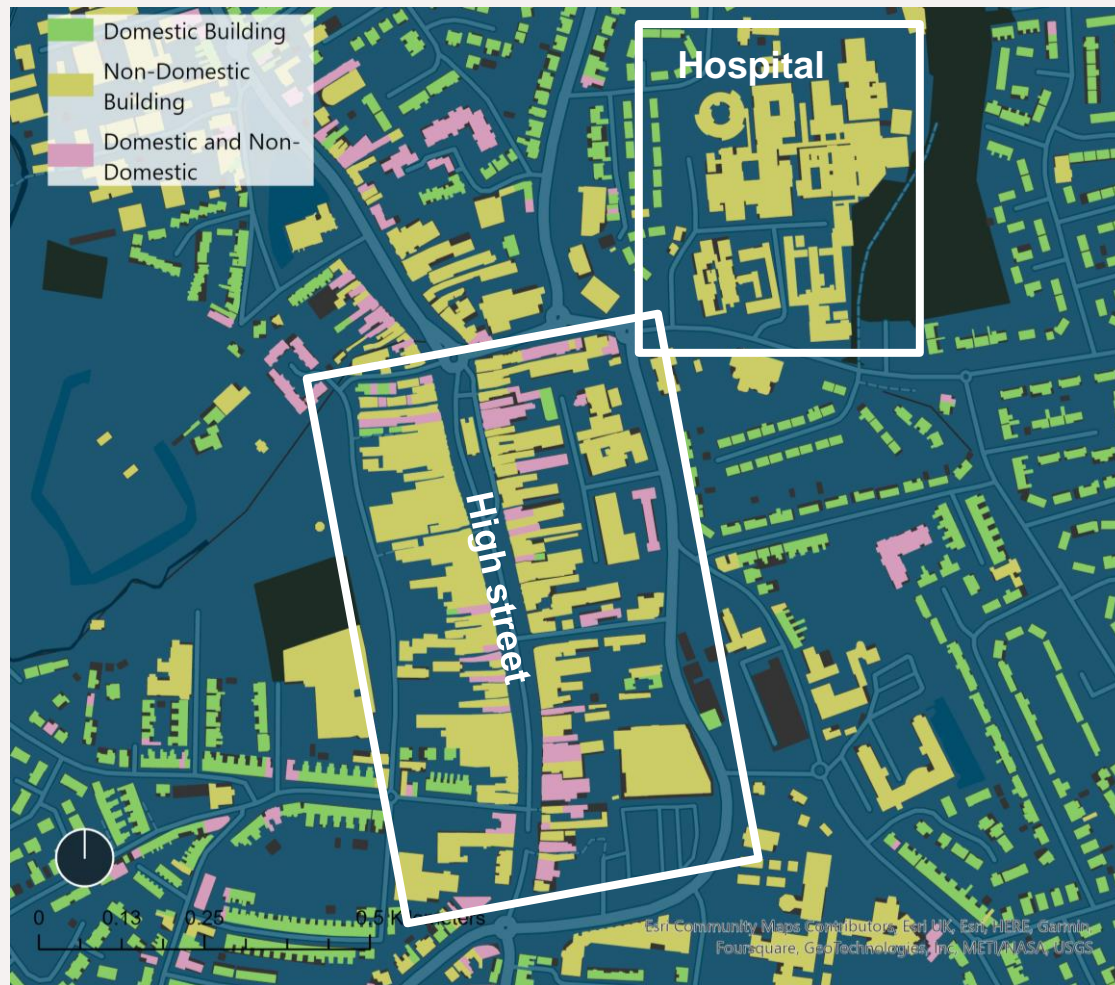 Domestic Building
Non-Domestic
Building
Domestic and Non-
Domestic
Hospital
High street
0 0.13 0.25 0.5 Kilometers
Esri Community Maps Contributors, Esri UK, Esri, HERE, Garmin,
Foursquare, GeoTechnologies, Inc, METI/NASA, USGS